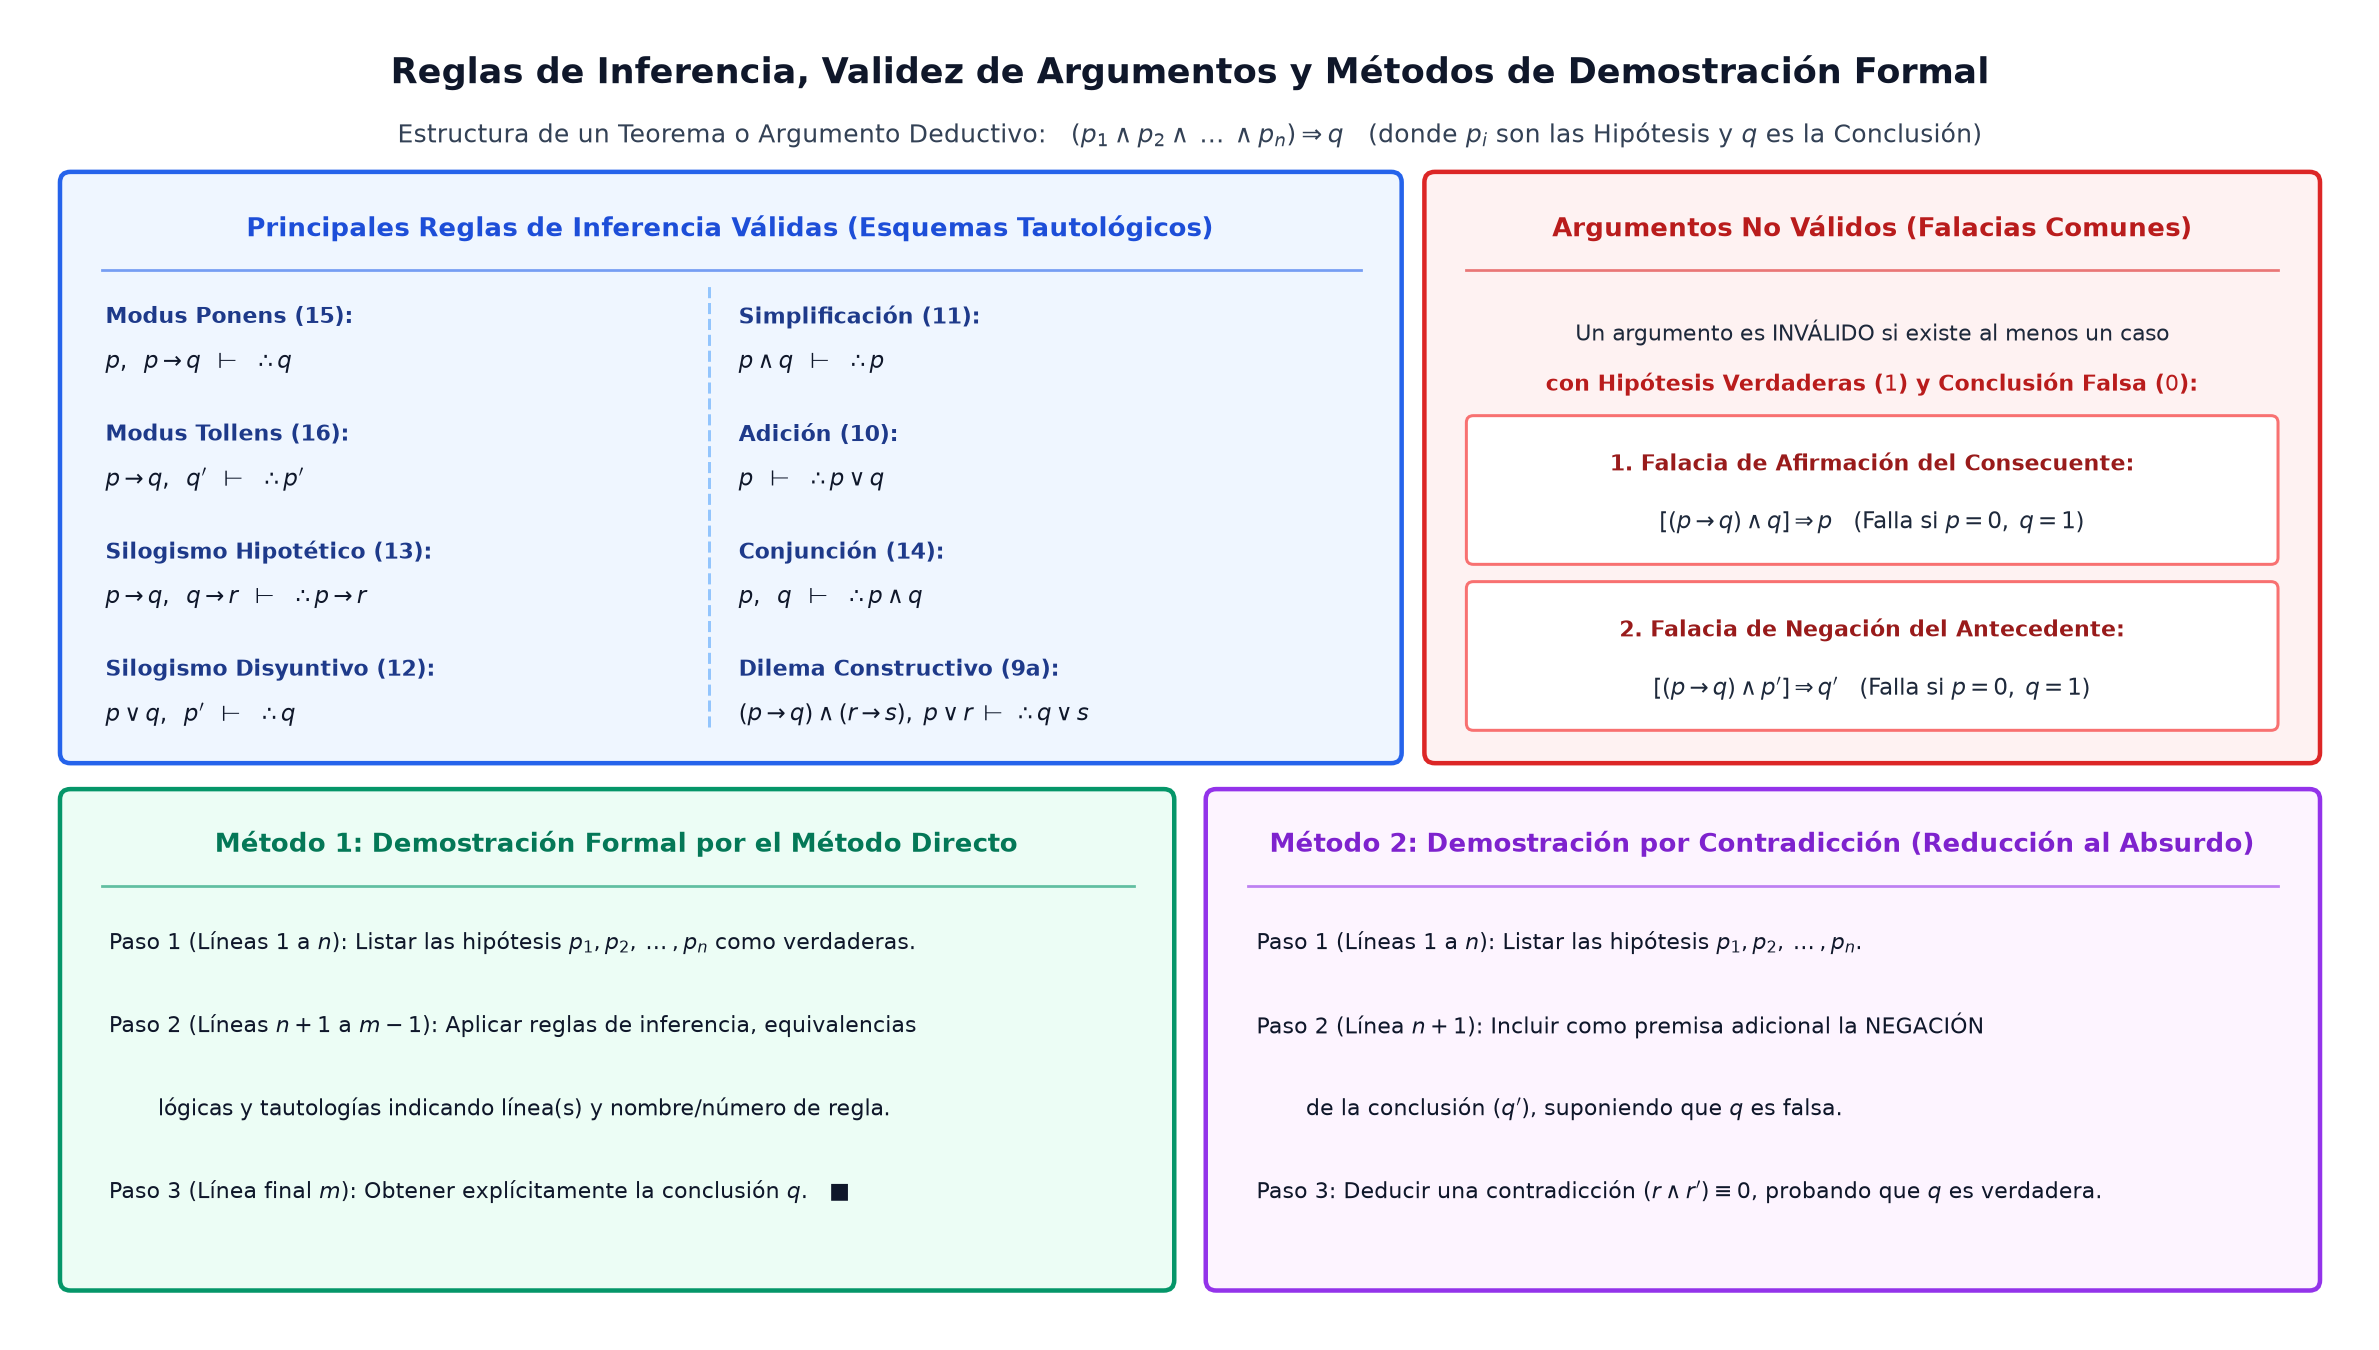 Reglas de Inferencia, Validez de Argumentos y Métodos de Demostración Formal
Estructura de un Teorema o Argumento Deductivo: (p₁ ∧ p₂ ∧ … ∧ pₙ) ⇒ q (donde pᵢ son las Hipótesis y q es la Conclusión)
Principales Reglas de Inferencia Válidas (Esquemas Tautológicos)
Modus Ponens (15):
p, p → q ⊢ ∴ q
Modus Tollens (16):
p → q, q′ ⊢ ∴ p′
Silogismo Hipotético (13):
p → q, q → r ⊢ ∴ p → r
Silogismo Disyuntivo (12):
p ∨ q, p′ ⊢ ∴ q
Simplificación (11):
p ∧ q ⊢ ∴ p
Adición (10):
p ⊢ ∴ p ∨ q
Conjunción (14):
p, q ⊢ ∴ p ∧ q
Dilema Constructivo (9a):
(p → q) ∧ (r → s), p ∨ r ⊢ ∴ q ∨ s
Argumentos No Válidos (Falacias Comunes)
Un argumento es INVÁLIDO si existe al menos un caso
con Hipótesis Verdaderas (1) y Conclusión Falsa (0):
1. Falacia de Afirmación del Consecuente:
[(p → q) ∧ q] ⇒ p (Falla si p = 0, q = 1)
2. Falacia de Negación del Antecedente:
[(p → q) ∧ p′] ⇒ q′ (Falla si p = 0, q = 1)
Método 1: Demostración Formal por el Método Directo
Paso 1 (Líneas 1 a n): Listar las hipótesis p₁, p₂, … , pₙ como verdaderas.
Paso 2 (Líneas n + 1 a m − 1): Aplicar reglas de inferencia, equivalencias
lógicas y tautologías indicando línea(s) y nombre/número de regla.
Paso 3 (Línea final m): Obtener explícitamente la conclusión q. ■
Método 2: Demostración por Contradicción (Reducción al Absurdo)
Paso 1 (Líneas 1 a n): Listar las hipótesis p₁, p₂, … , pₙ.
Paso 2 (Línea n + 1): Incluir como premisa adicional la NEGACIÓN
de la conclusión (q′), suponiendo que q es falsa.
Paso 3: Deducir una contradicción (r ∧ r′) ≡ 0, probando que q es verdadera.